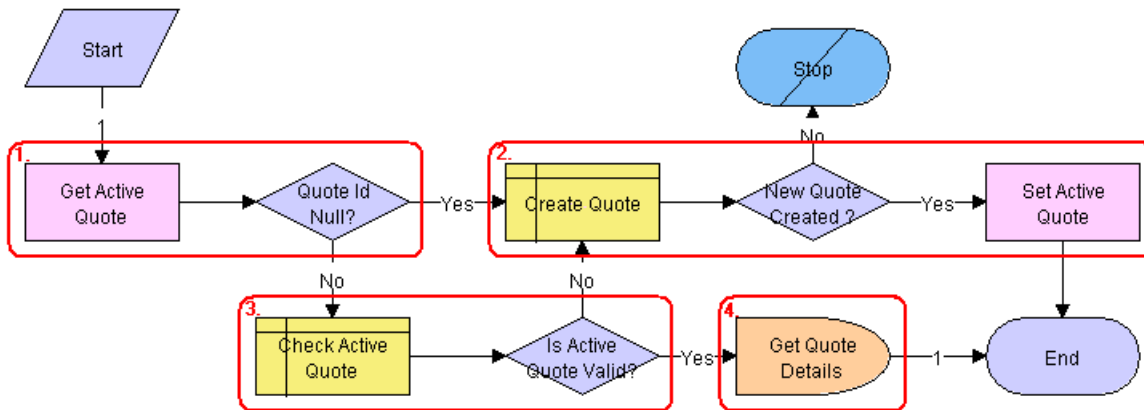 Start
Stop
1
No
1.
2.
Get Active
Quote
Quote Id
Null?
Yes
Create Quote
New Quote
Created ?
Yes
Set Active
Quote
No
No
3.
4.
Check Active
Quote
Is Active
Quote Valid?
Yes
Get Quote
Details
1
End